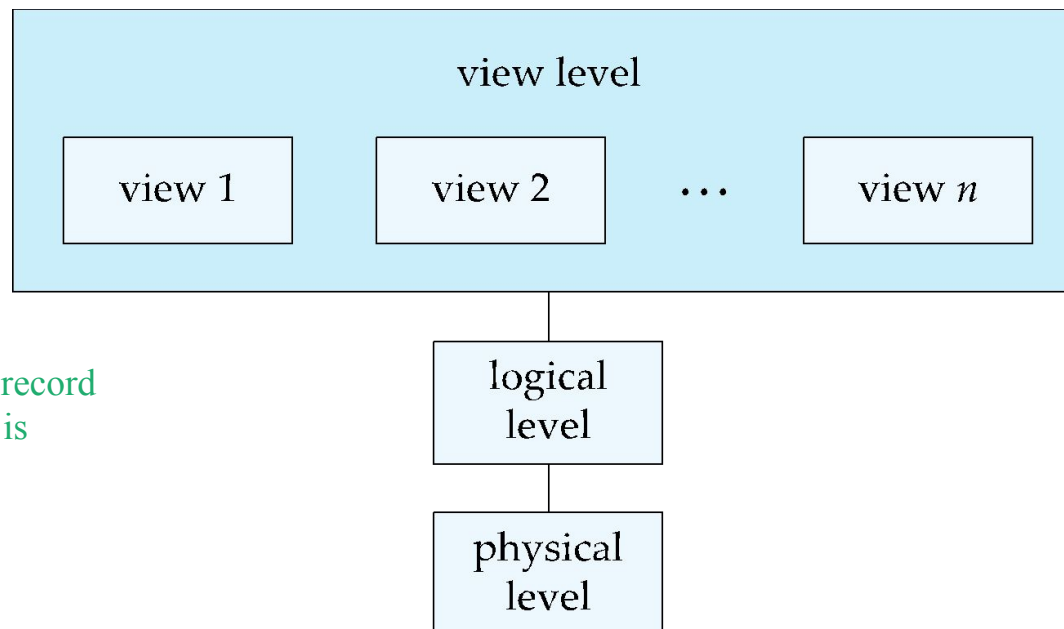 view level
view 1
view 2
...
view n
record
is
logical
level
physical
level